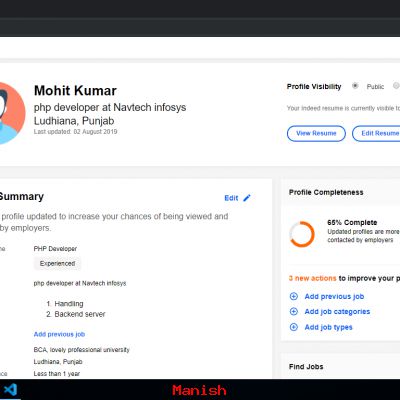 Mohit Kumar
php developer at Navtech infosys
Ludhiana, Punjab
Last updated: 02 August 2019
Profile Visibility
Public
Your Indeed resume is currently visible to
View Resume
Edit Resume
Summary
Edit
profile updated to increase your chances of being viewed and
by employers.
PHP Developer
Experienced
php developer at Navtech infosys
1. Handling
2. Backend server
Add previous job
BCA, lovely professional university
Ludhiana, Punjab
Less than 1 year
Profile Completeness
65% Complete
Updated profiles are more
contacted by employers
3 new actions to improve your p
Add previous job
Add job categories
Add job types
Find Jobs
Manish